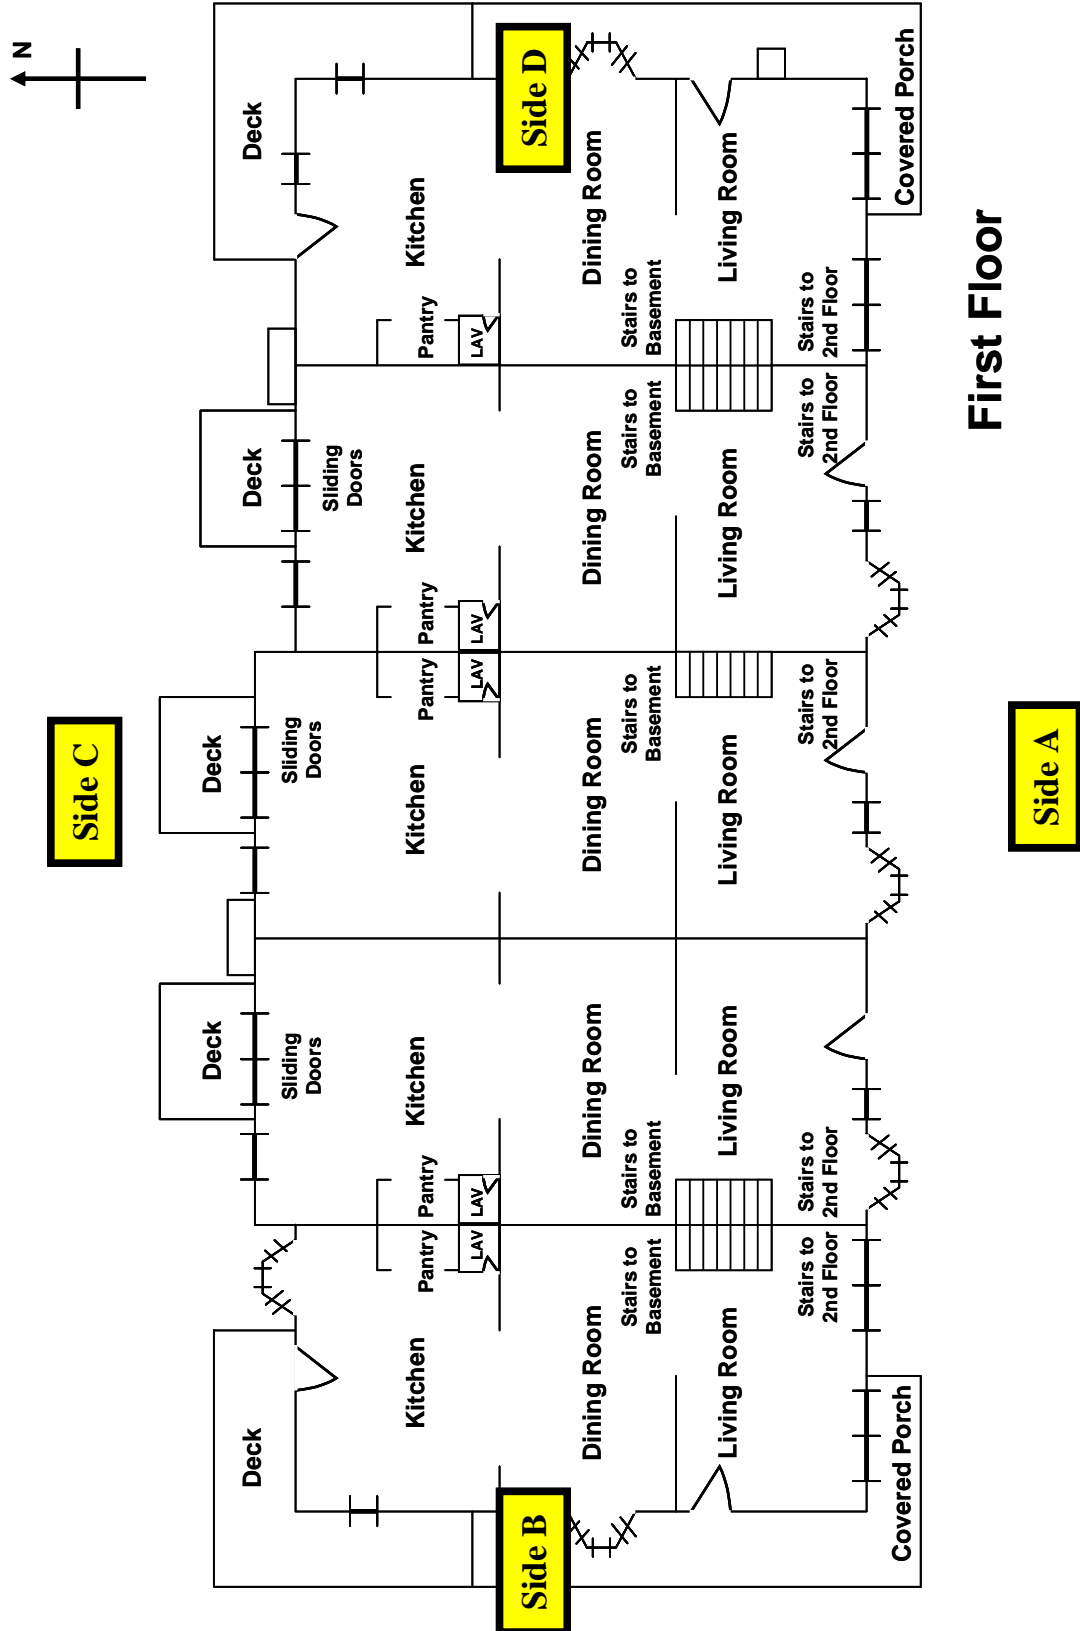 N
Side C
Deck
Deck
Deck
Deck
Deck
Sliding
Doors
Sliding
Doors
Sliding
Doors
Kitchen
Kitchen
Kitchen
Kitchen
Kitchen
Pantry
Pantry
Pantry
Pantry
Pantry
LAV
LAV
LAV
LAV
LAV
Side B
Side D
Dining Room
Dining Room
Dining Room
Dining Room
Dining Room
Stairs to
Basement
Stairs to
Basement
Stairs to
Basement
Stairs to
Basement
Stairs to
Basement
Living Room
Living Room
Living Room
Living Room
Living Room
Stairs to
2nd Floor
Stairs to
2nd Floor
Stairs to
2nd Floor
Stairs to
2nd Floor
Stairs to
2nd Floor
Covered Porch
Covered Porch
First Floor
Side A